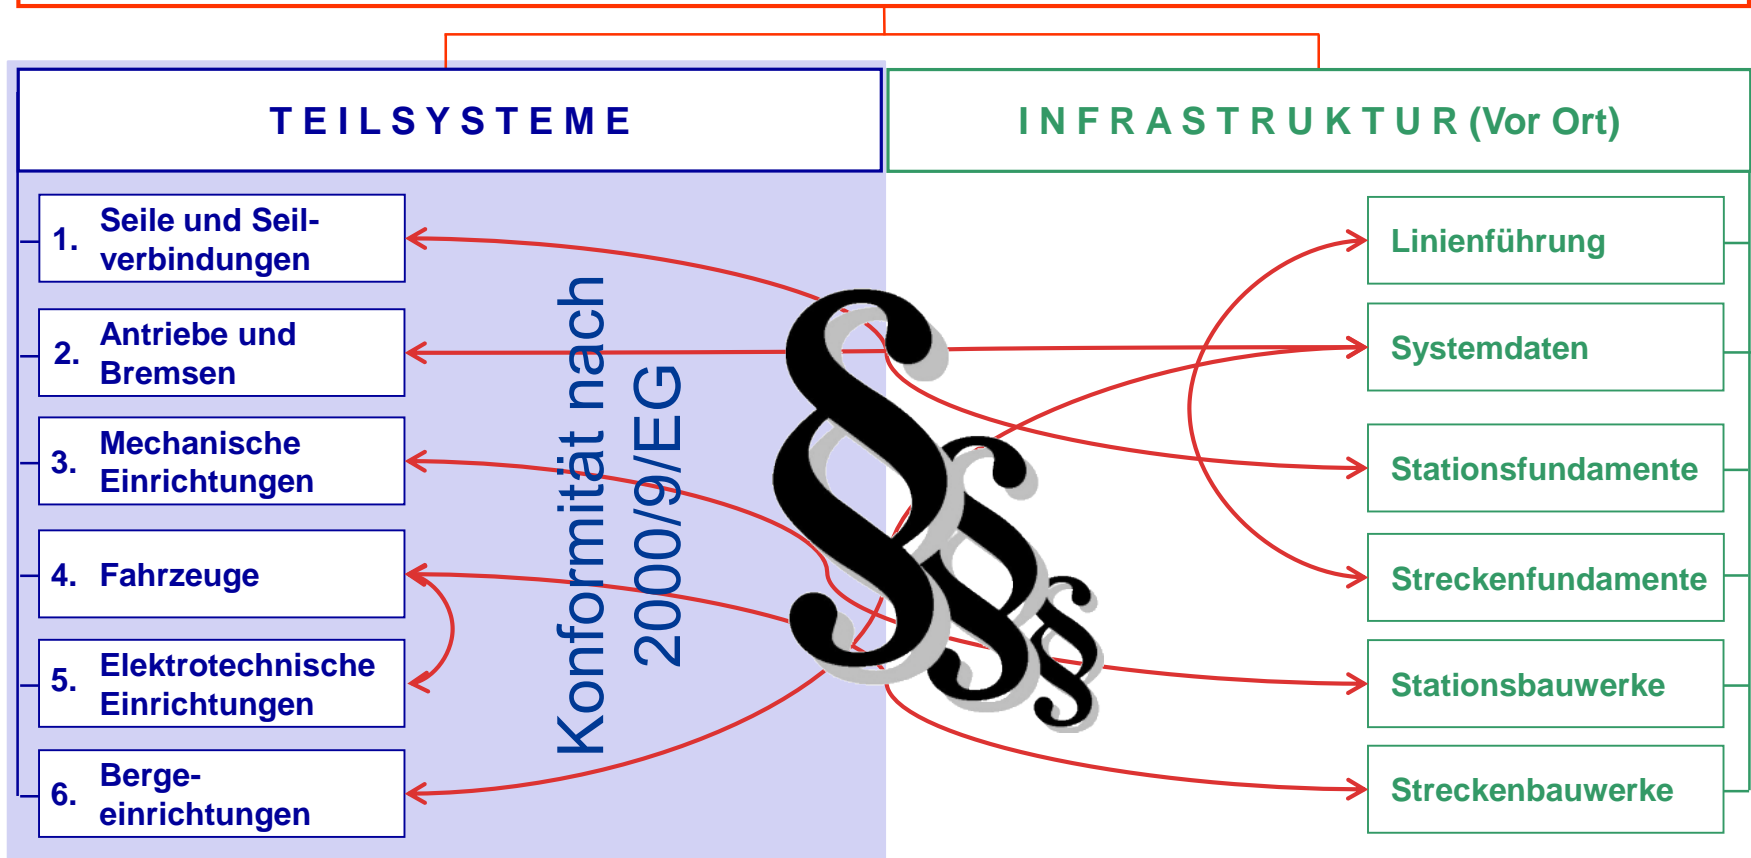 TEILSYSTEME
INFRASTRUKTUR (Vor Ort)
1. Seile und Seil-
verbindungen
2. Antriebe und
Bremsen
3. Mechanische
Einrichtungen
4. Fahrzeuge
5. Elektrotechnische
Einrichtungen
6. Berge-
einrichtungen
Konformität nach
2000/9/EG
§
§
§
Linienführung
Systemdaten
Stationsfundamente
Streckenfundamente
Stationsbauwerke
Streckenbauwerke